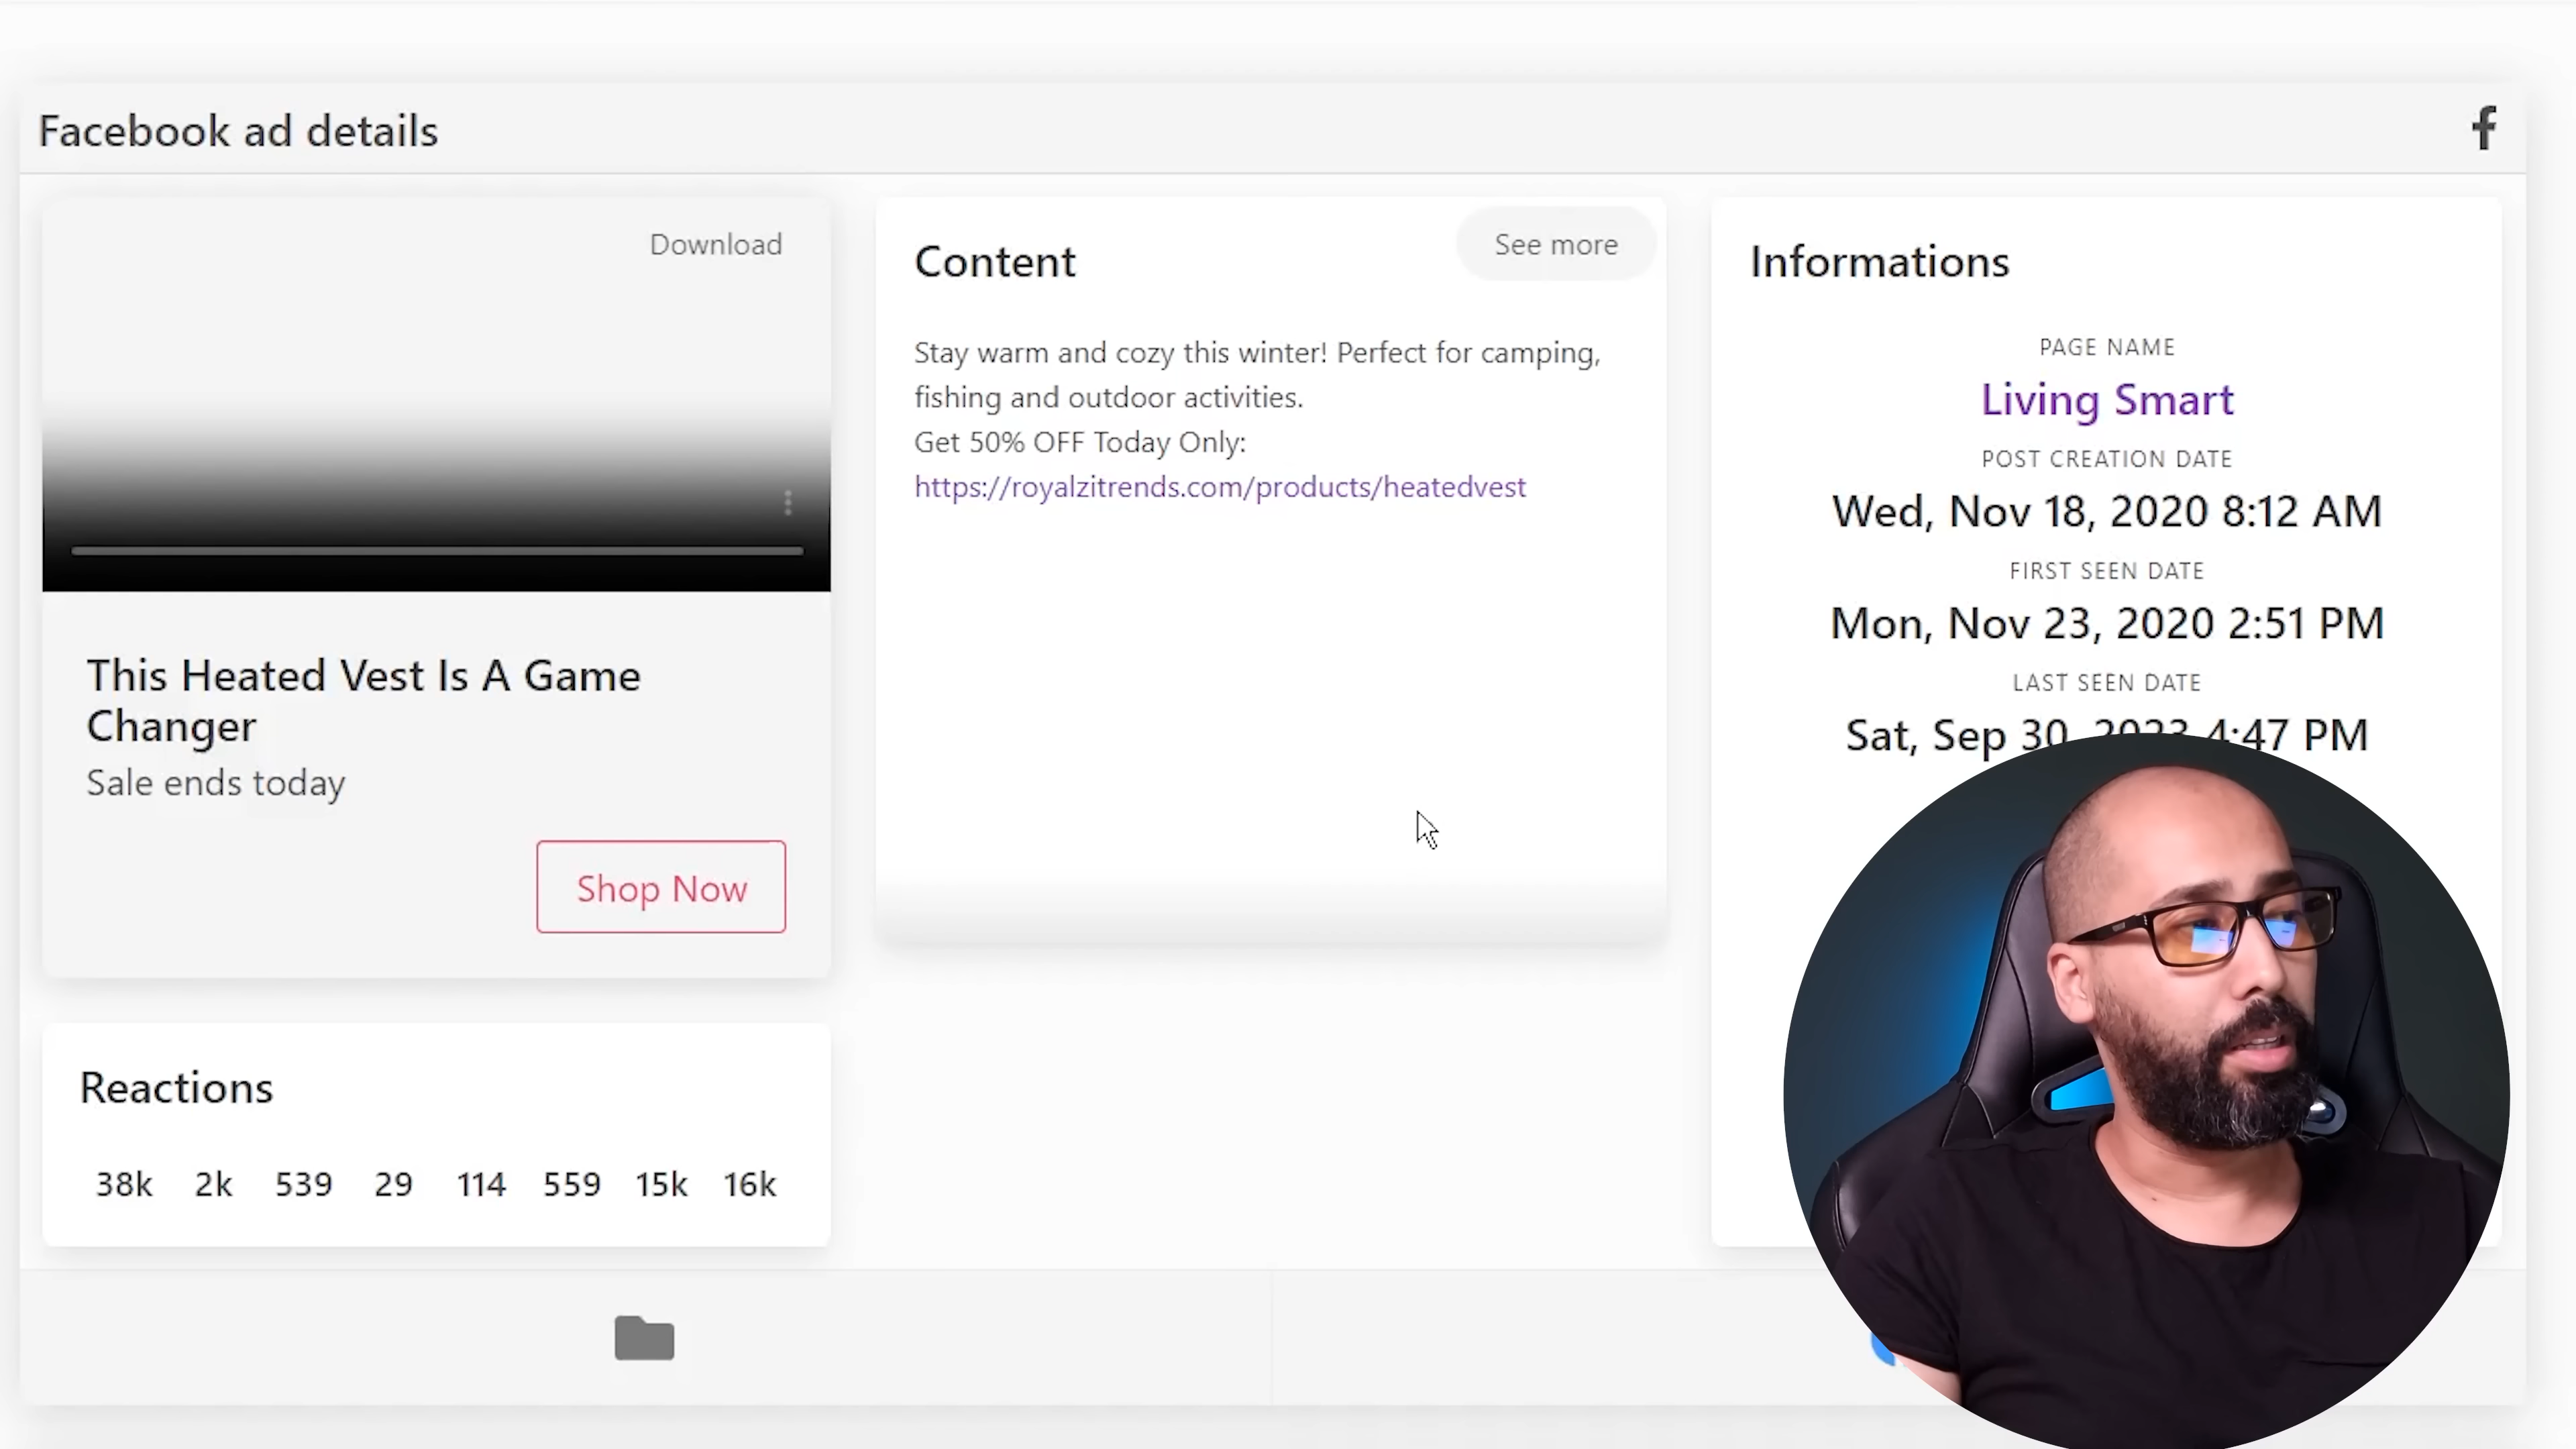 Facebook ad details
Download
This Heated Vest Is A Game
Changer
Sale ends today
Shop Now
Reactions
38k 2k 539 29 114 559 15k 16k
Content
See more
Stay warm and cozy this winter! Perfect for camping,
fishing and outdoor activities.
Get 50% OFF Today Only:
https://royalzitrends.com/products/heatedvest
Informations
PAGE NAME
Living Smart
POST CREATION DATE
Wed, Nov 18, 2020 8:12 AM
FIRST SEEN DATE
Mon, Nov 23, 2020 2:51 PM
LAST SEEN DATE
Sat, Sep 30, 2023 4:47 PM